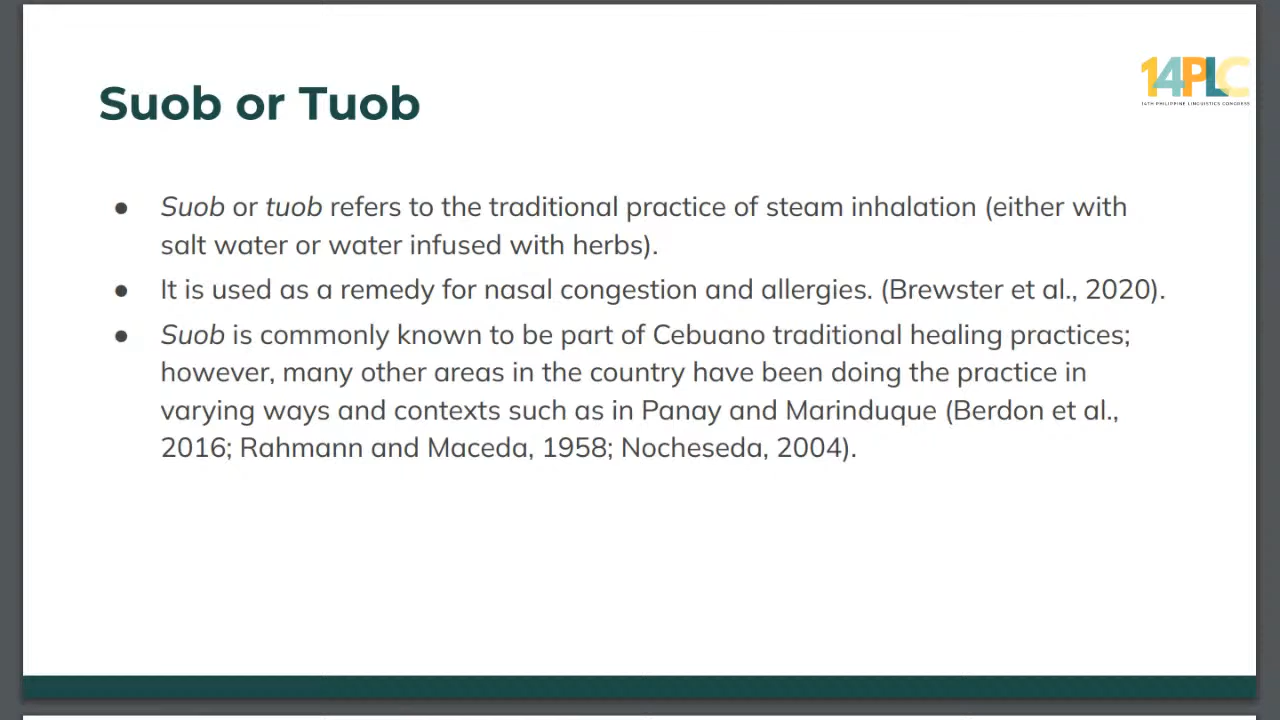 14PLC
14TH PHILIPPINE LINGUISTICS CONGRESS
Suob or Tuob
● Suob or tuob refers to the traditional practice of steam inhalation (either with
salt water or water infused with herbs).
● It is used as a remedy for nasal congestion and allergies. (Brewster et al., 2020).
● Suob is commonly known to be part of Cebuano traditional healing practices;
however, many other areas in the country have been doing the practice in
varying ways and contexts such as in Panay and Marinduque (Berdon et al.,
2016; Rahmann and Maceda, 1958; Nocheseda, 2004).